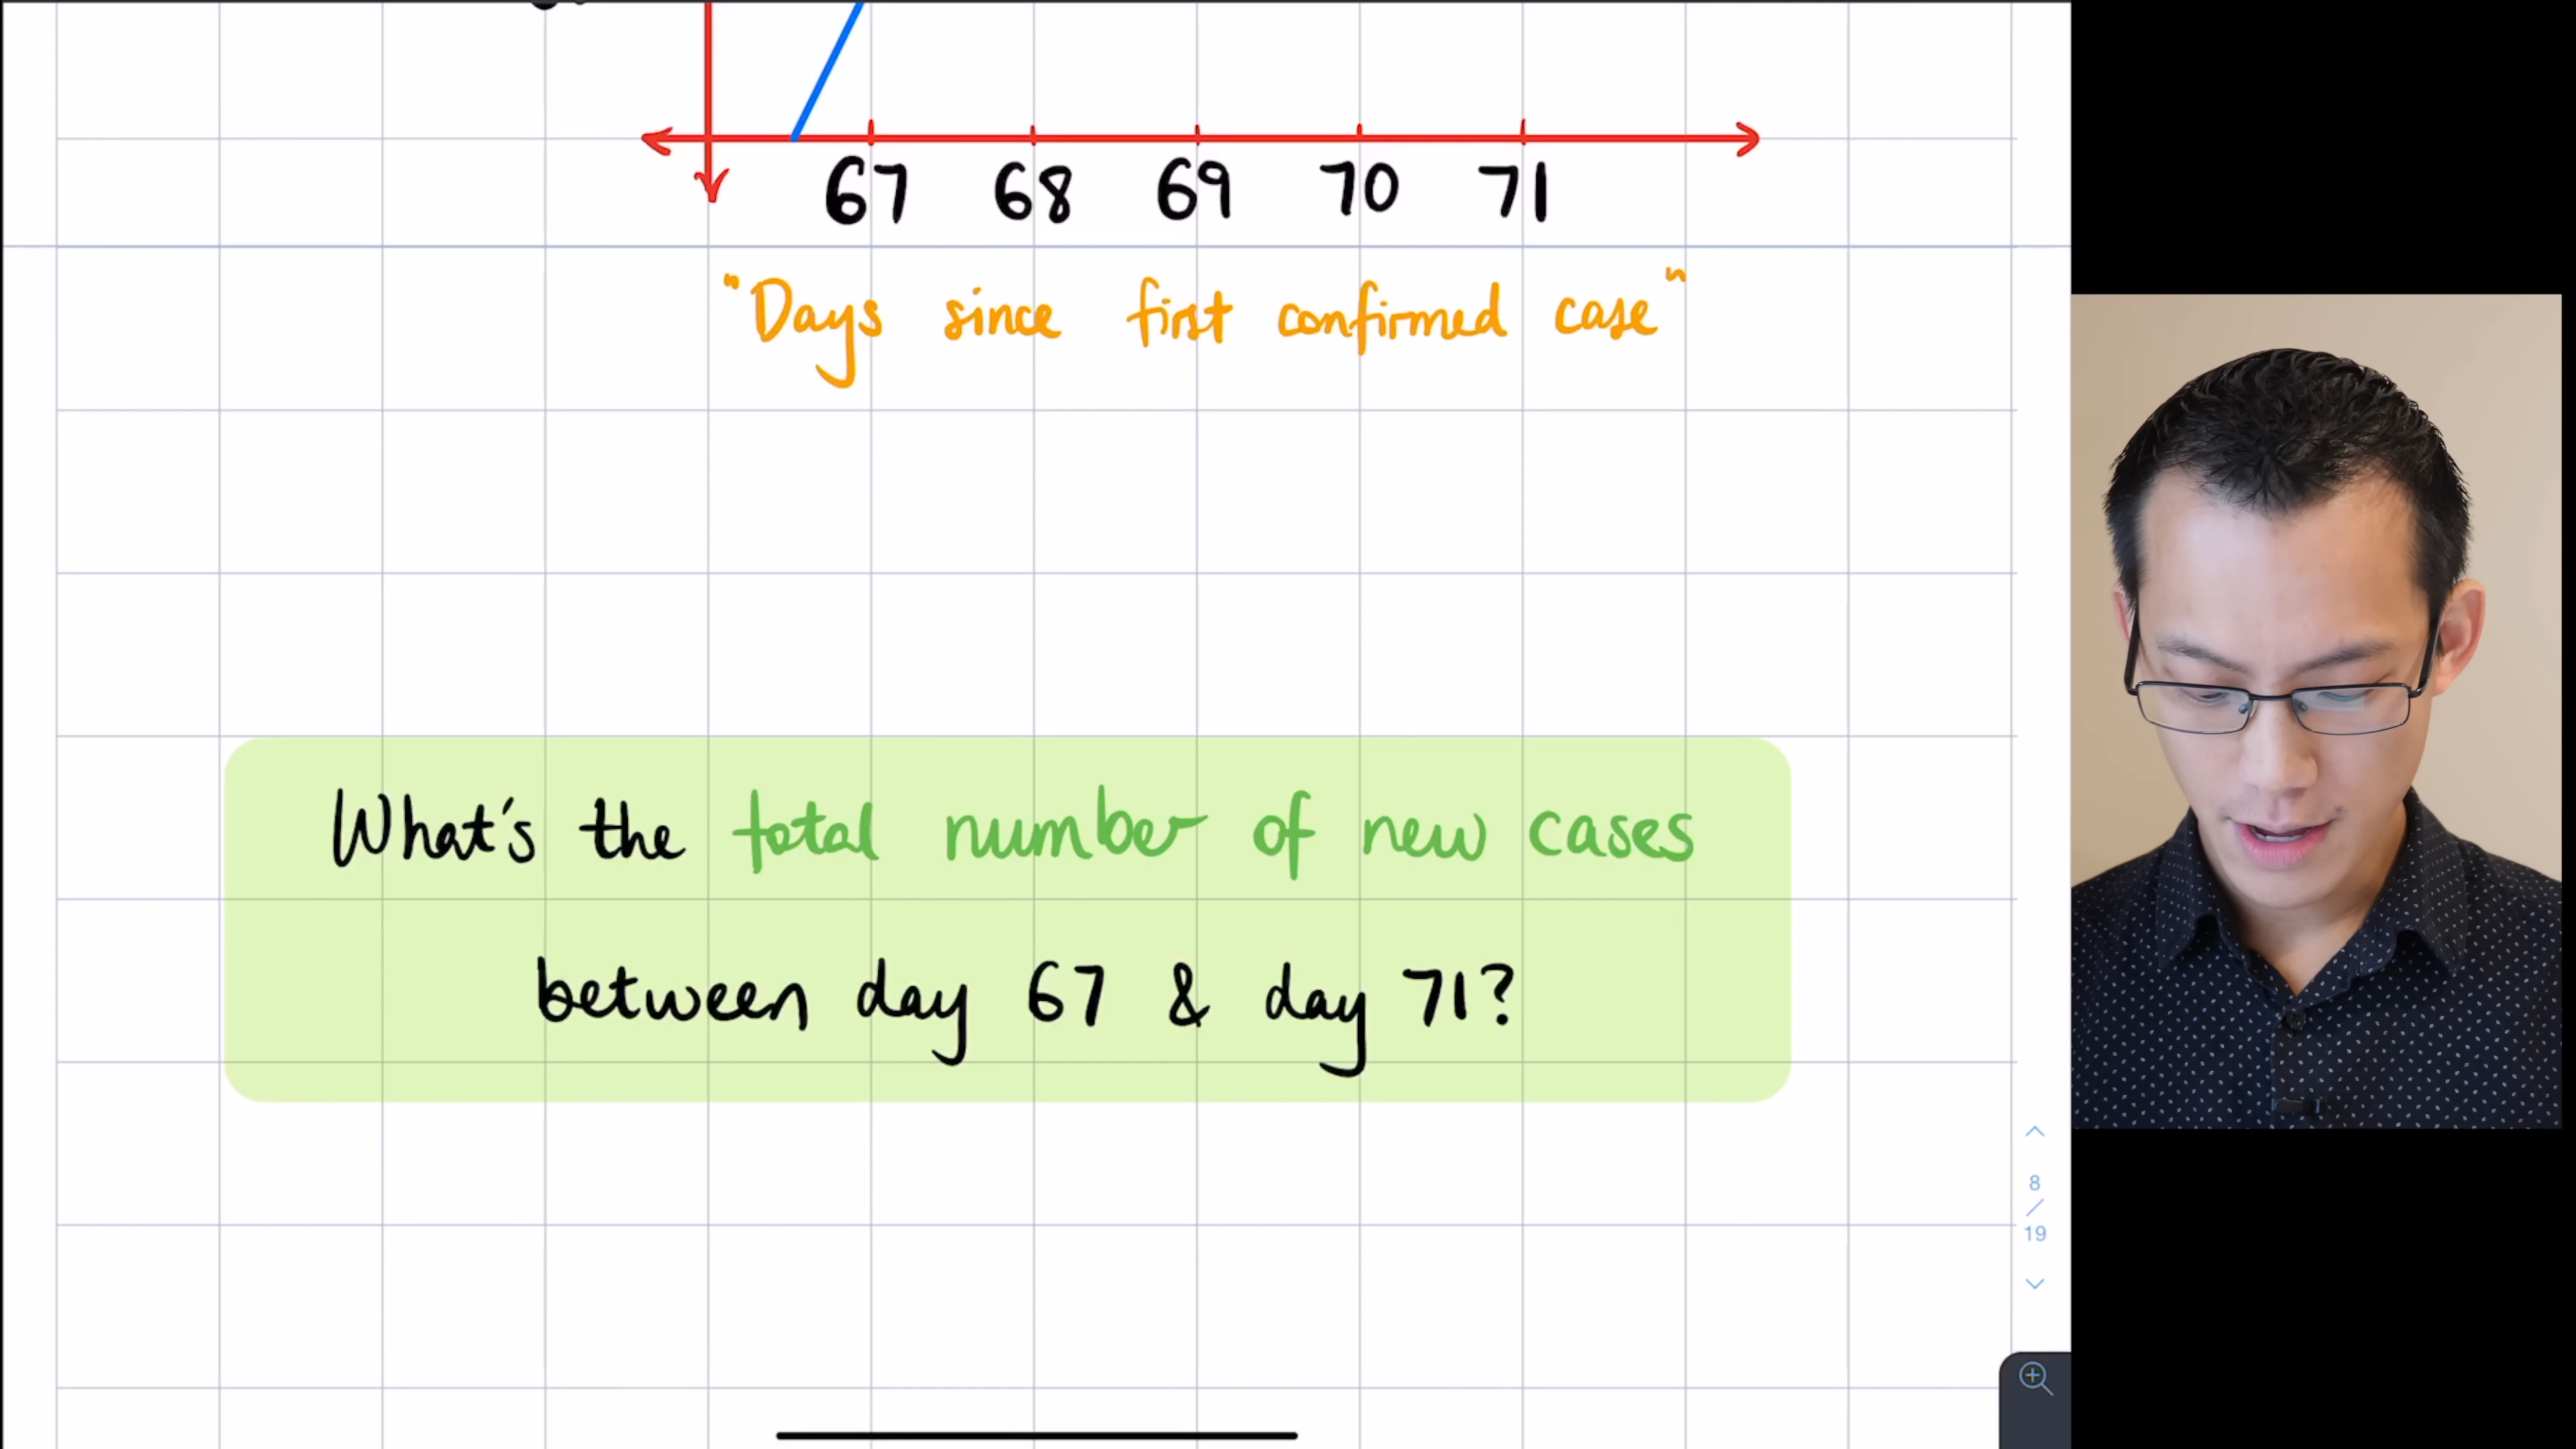 67 68 69 70 71
"Days since first confirmed case"
What's the total number of new cases
between day 67 & day 71?
8
/
19